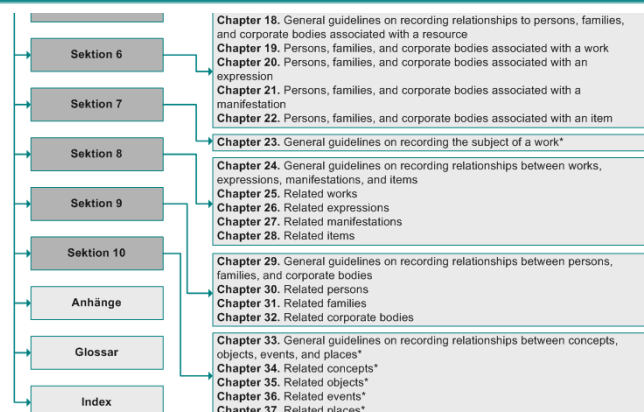 Sektion 6
Sektion 7
Sektion 8
Sektion 9
Sektion 10
Anhänge
Glossar
Index
Chapter 18. General guidelines on recording relationships to persons, families,
and corporate bodies associated with a resource
Chapter 19. Persons, families, and corporate bodies associated with a work
Chapter 20. Persons, families, and corporate bodies associated with an
expression
Chapter 21. Persons, families, and corporate bodies associated with a
manifestation
Chapter 22. Persons, families, and corporate bodies associated with an item
Chapter 23. General guidelines on recording the subject of a work*
Chapter 24. General guidelines on recording relationships between works,
expressions, manifestations, and items
Chapter 25. Related works
Chapter 26. Related expressions
Chapter 27. Related manifestations
Chapter 28. Related items
Chapter 29. General guidelines on recording relationships between persons,
families, and corporate bodies
Chapter 30. Related persons
Chapter 31. Related families
Chapter 32. Related corporate bodies
Chapter 33. General guidelines on recording relationships between concepts,
objects, events, and places*
Chapter 34. Related concepts*
Chapter 35. Related objects*
Chapter 36. Related events*
Chapter 37. Related places*